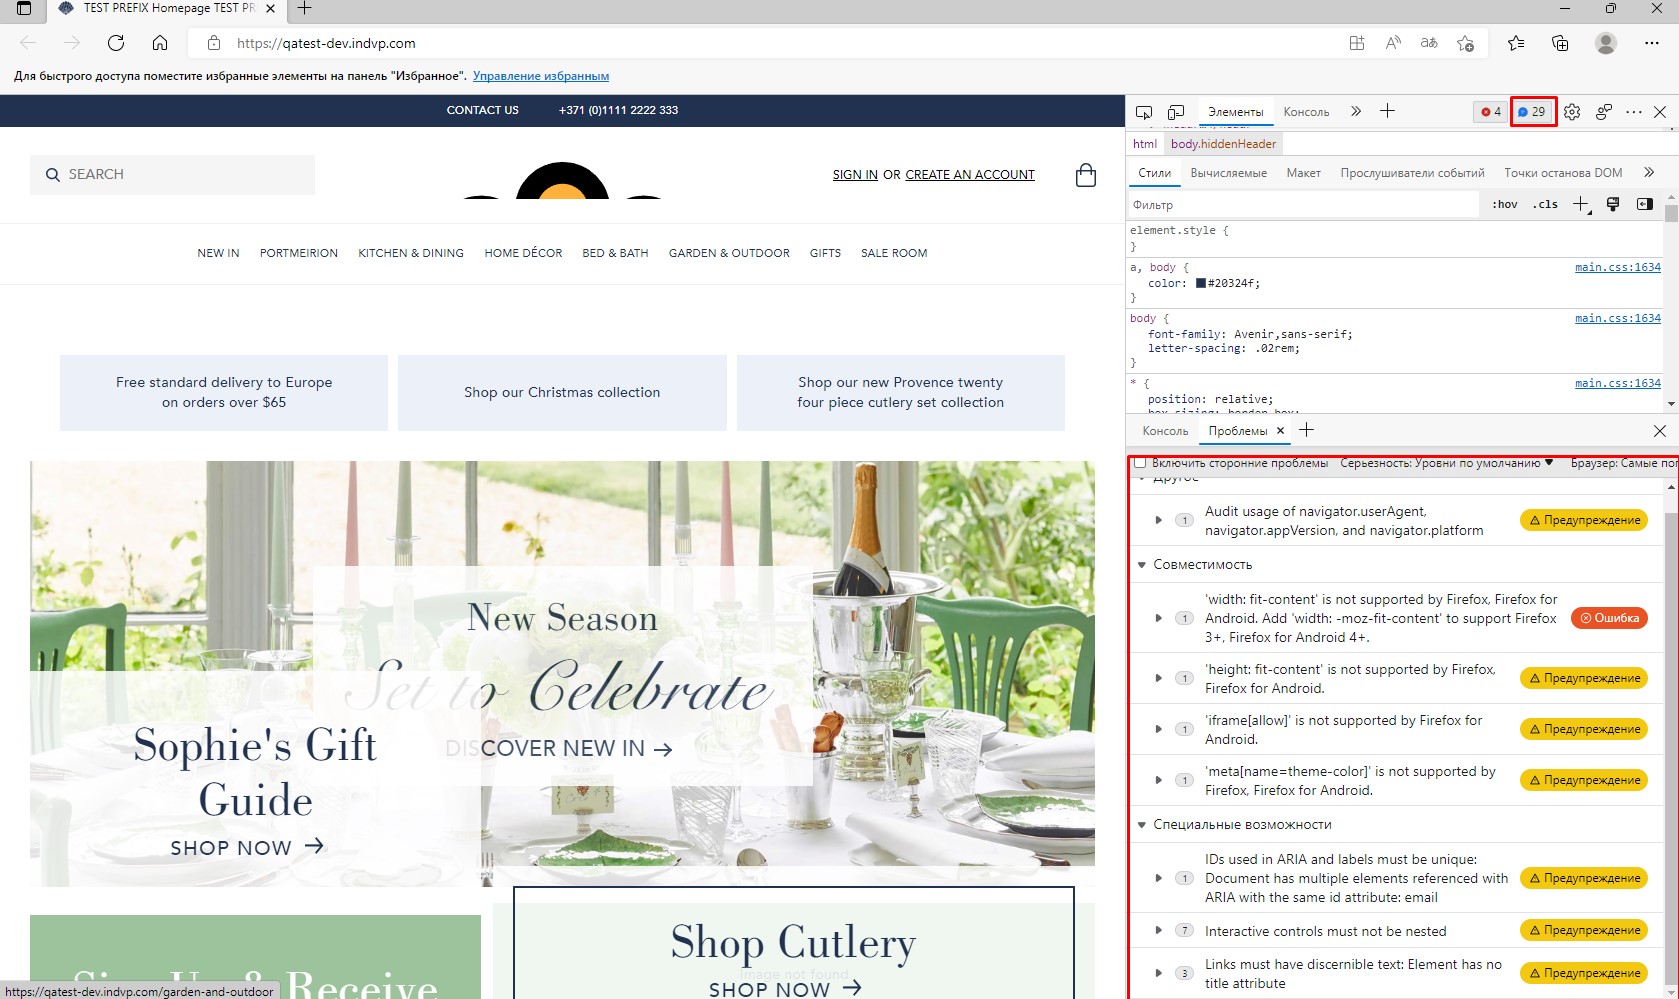 TEST PREFIX Homepage TEST PR
https://qatest-dev.indvp.com
Для быстрого доступа поместите избранные элементы на панель "Избранное". Управление избранным
CONTACT US +371 (0)1111 2222 333
SEARCH
SIGN IN OR CREATE AN ACCOUNT
NEW IN PORTMEIRION KITCHEN & DINING HOME DÉCOR BED & BATH GARDEN & OUTDOOR GIFTS SALE ROOM
Free standard delivery to Europe
on orders over $65
Shop our Christmas collection
Shop our new Provence twenty
four piece cutlery set collection
New Season
Set to Celebrate
DISCOVER NEW IN →
Sophie's Gift
Guide
SHOP NOW →
Sign Up & Receive
Shop Cutlery
Image not found
SHOP NOW →
https://qatest-dev.indvp.com/garden-and-outdoor
Элементы Консоль 4 29
html body.hiddenHeader
Стили Вычисляемые Макет Прослушиватели событий Точки останова DOM
Фильтр :hov .cls
element.style {
}
a, body { main.css:1634
color: #20324f;
}
body { main.css:1634
font-family: Avenir,sans-serif;
letter-spacing: .02rem;
}
* { main.css:1634
position: relative;
box-sizing: border-box;
Консоль Проблемы
Включить сторонние проблемы Серьезность: Уровни по умолчанию Браузер: Самые поп
Другое
1 Audit usage of navigator.userAgent,
navigator.appVersion, and navigator.platform
Предупреждение
Совместимость
1 'width: fit-content' is not supported by Firefox, Firefox for
Android. Add 'width: -moz-fit-content' to support Firefox
3+, Firefox for Android 4+.
Ошибка
1 'height: fit-content' is not supported by Firefox,
Firefox for Android.
Предупреждение
1 'iframe[allow]' is not supported by Firefox for
Android.
Предупреждение
1 'meta[name=theme-color]' is not supported by
Firefox, Firefox for Android.
Предупреждение
Специальные возможности
1 IDs used in ARIA and labels must be unique:
Document has multiple elements referenced with
ARIA with the same id attribute: email
Предупреждение
7 Interactive controls must not be nested
Предупреждение
3 Links must have discernible text: Element has no
title attribute
Предупреждение